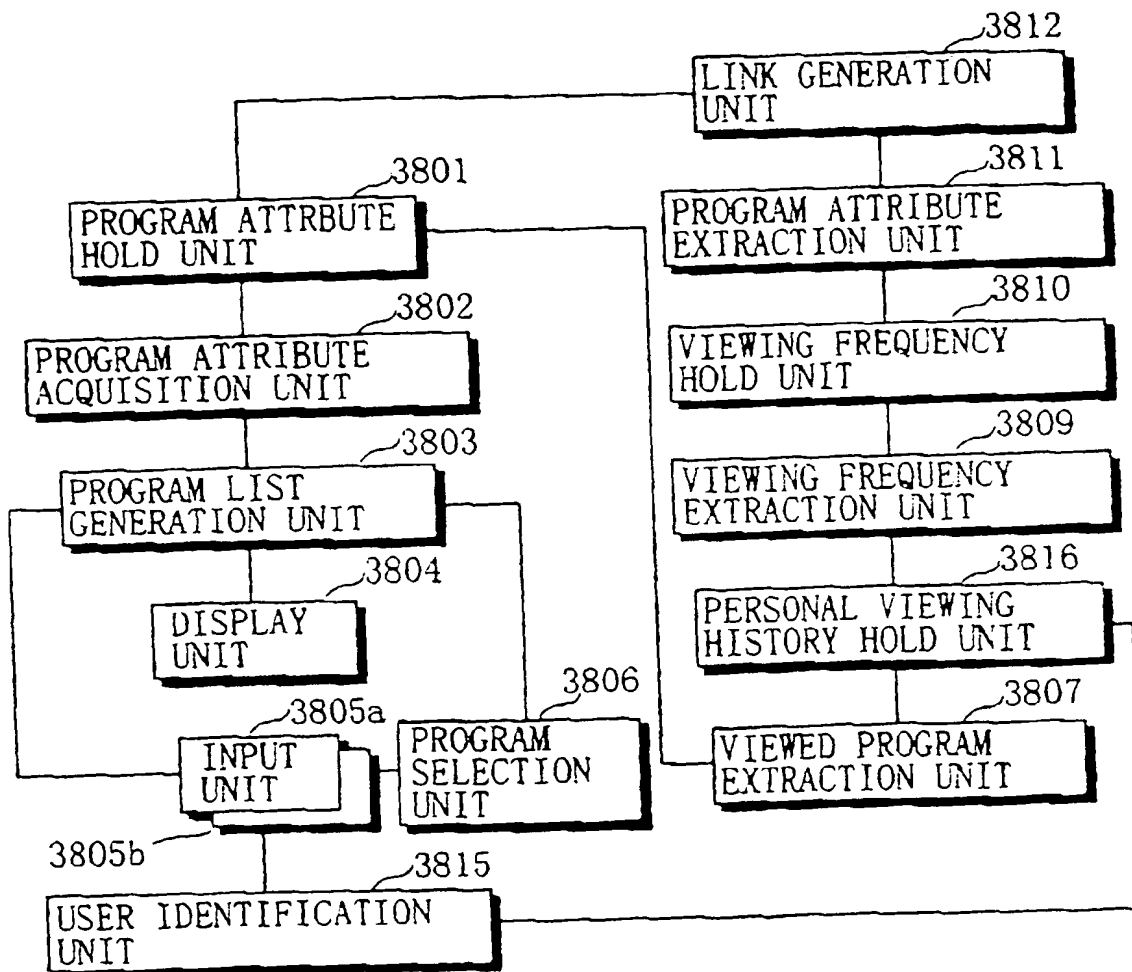 3812
LINK GENERATION
UNIT
3801
PROGRAM ATTRBUTE
HOLD UNIT
3811
PROGRAM ATTRIBUTE
EXTRACTION UNIT
3802
PROGRAM ATTRIBUTE
ACQUISITION UNIT
3810
VIEWING FREQUENCY
HOLD UNIT
3803
PROGRAM LIST
GENERATION UNIT
3809
VIEWING FREQUENCY
EXTRACTION UNIT
3804
DISPLAY
UNIT
3816
PERSONAL VIEWING
HISTORY HOLD UNIT
3805a
INPUT
UNIT
3805b
3806
PROGRAM
SELECTION
UNIT
3807
VIEWED PROGRAM
EXTRACTION UNIT
3815
USER IDENTIFICATION
UNIT